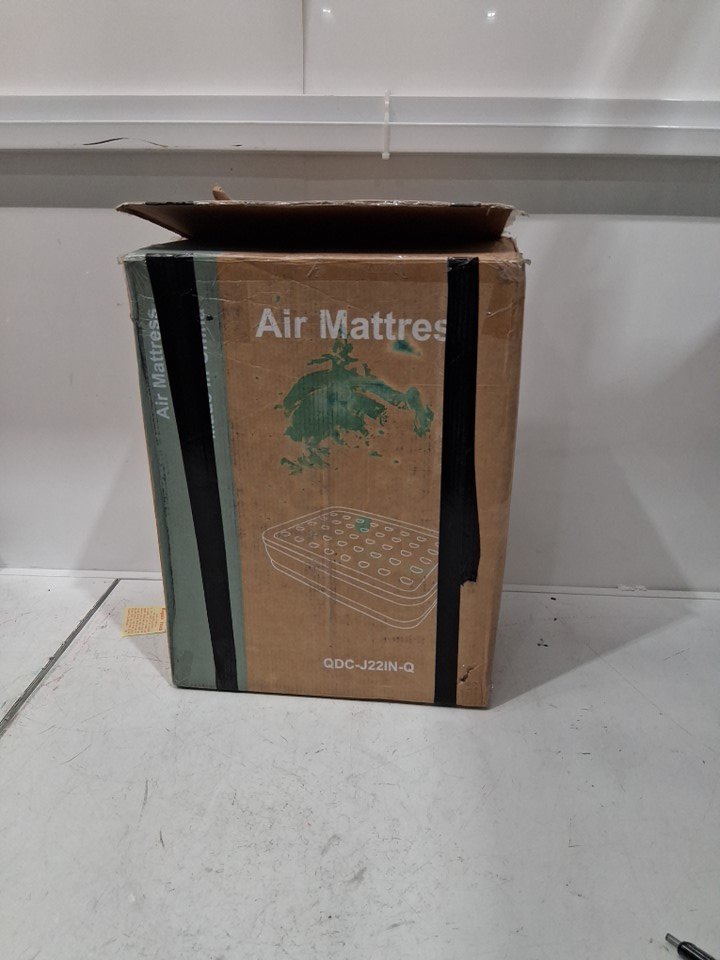 Air Mattres
Air Mattress
QDC-J22IN-Q